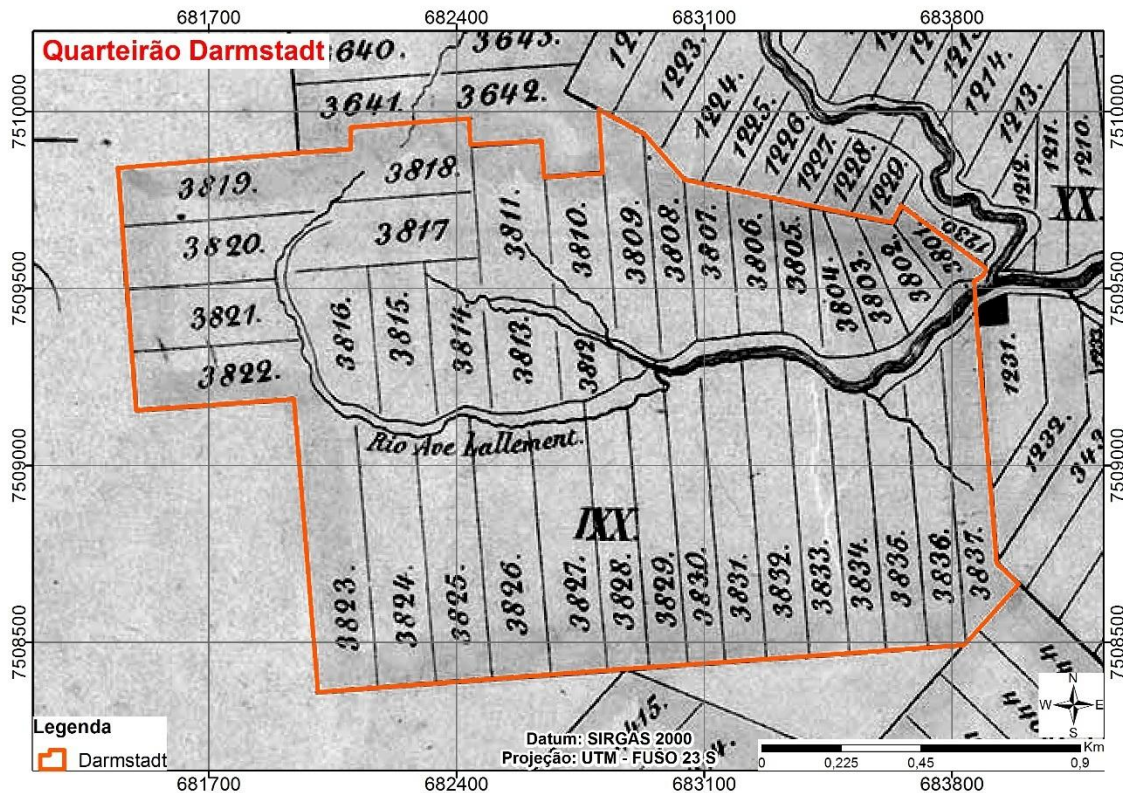 681700 682400 683100 683800
Quarteirão Darmstadt
3640. 3643.
3641. 3642.
1223.
1224.
1225.
1226.
1227.
1228.
1229.
1230
1213.
1214.
1213.
1212.
1211.
1210.
XX
7510000 7510000
3819. 3818.
3820. 3817
3821.
3822.
3811. 3810. 3809. 3808. 3807. 3806. 3805. 3804. 3803. 3802. 3801.
7509500 7509500
3816. 3815. 3814. 3813. 3812.
1231.
1233
1232.
343
Rio Ave Lallement.
7509000 7509000
IXX.
3823. 3824. 3825. 3826. 3827. 3828. 3829. 3830. 3831. 3832. 3833. 3834. 3835. 3836. 3837.
7508500 7508500
415.
N
W E
S
Legenda
Darmstadt
Datum: SIRGAS 2000
Projeção: UTM - FUSO 23 S
Km
0 0,225 0,45 0,9
681700 682400 683100 683800